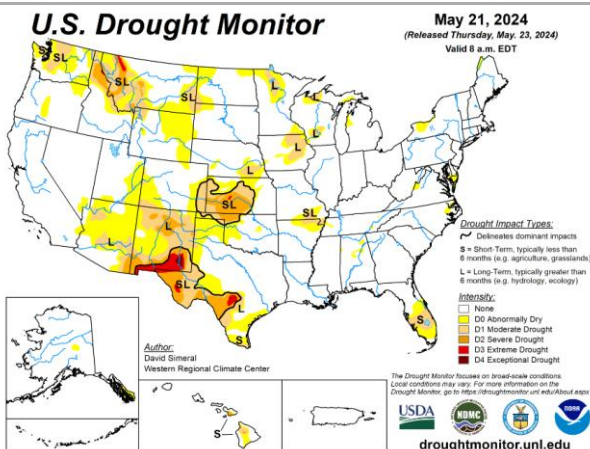 U.S. Drought Monitor
May 21, 2024
(Released Thursday, May. 23, 2024)
Valid 8 a.m. EDT
S
SL
SL
SL
L
L
L
L
L
SL
SL
L
L
SL
L
S
S
Drought Impact Types:
Delineates dominant impacts
S = Short-Term, typically less than
6 months (e.g. agriculture, grasslands)
L = Long-Term, typically greater than
6 months (e.g. hydrology, ecology)
Intensity:
None
D0 Abnormally Dry
D1 Moderate Drought
D2 Severe Drought
D3 Extreme Drought
D4 Exceptional Drought
Author:
David Simeral
Western Regional Climate Center
The Drought Monitor focuses on broad-scale conditions.
Local conditions may vary. For more information on the
Drought Monitor, go to https://droughtmonitor.unl.edu/About.aspx
USDA
NDMC
NOAA
droughtmonitor.unl.edu